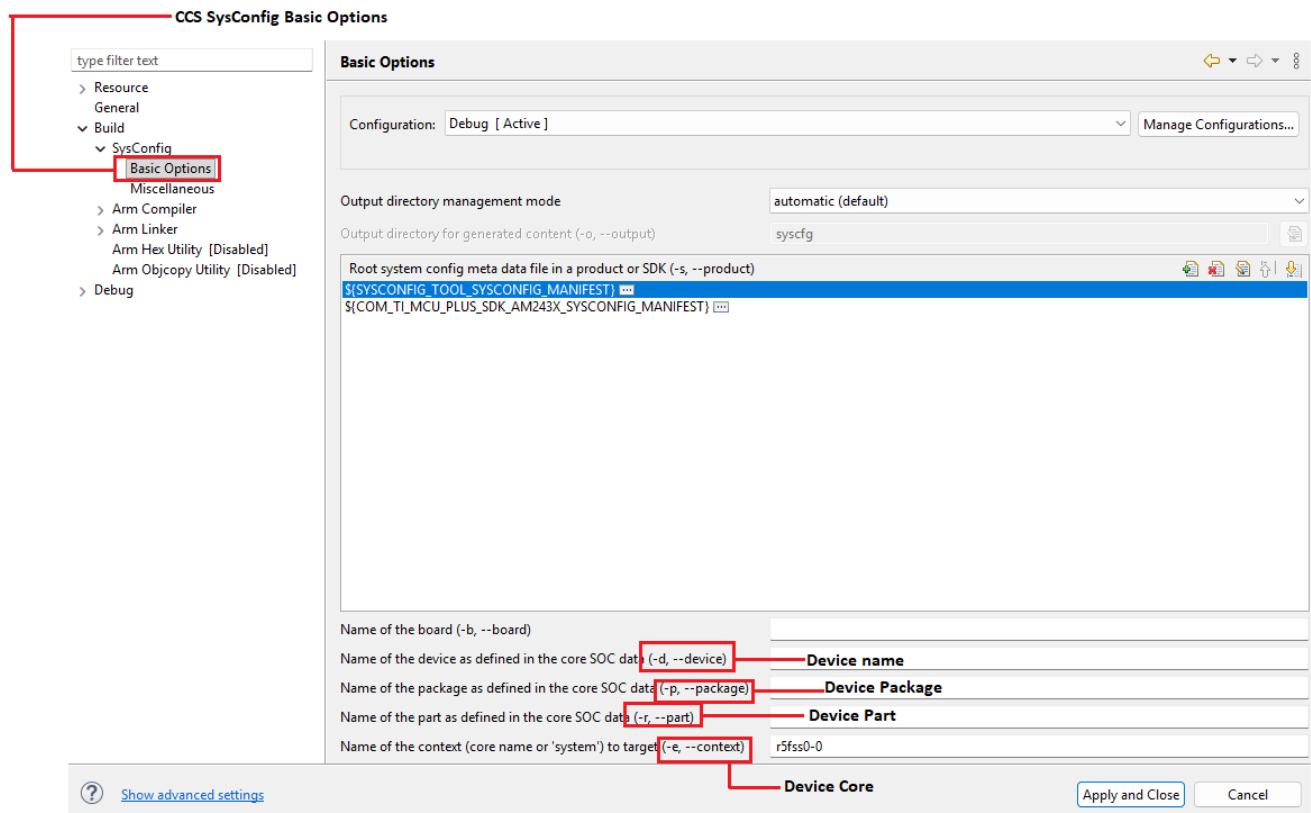 CCS SysConfig Basic Options
type filter text
Resource
General
Build
SysConfig
Basic Options
Miscellaneous
Arm Compiler
Arm Linker
Arm Hex Utility [Disabled]
Arm Objcopy Utility [Disabled]
Debug
Basic Options
Configuration: Debug [ Active ] Manage Configurations...
Output directory management mode automatic (default)
Output directory for generated content (-o, --output) syscfg
Root system config meta data file in a product or SDK (-s, --product)
${SYSCONFIG_TOOL_SYSCONFIG_MANIFEST}
${COM_TI_MCU_PLUS_SDK_AM243X_SYSCONFIG_MANIFEST}
Name of the board (-b, --board)
Name of the device as defined in the core SOC data (-d, --device) Device name
Name of the package as defined in the core SOC data (-p, --package) Device Package
Name of the part as defined in the core SOC data (-r, --part) Device Part
Name of the context (core name or 'system') to target (-e, --context) r5fss0-0
Device Core
Show advanced settings Apply and Close Cancel